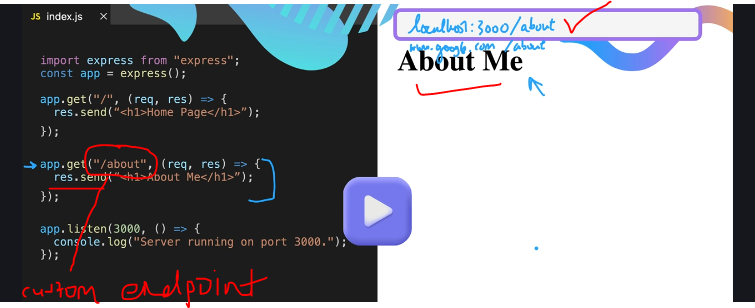 JS index.js ×
import express from "express";
const app = express();
app.get("/", (req, res) => {
res.send("<h1>Home Page</h1>”);
});
app.get("/about", (req, res) => {
res.send(“<h1>About Me</h1>”);
});
app.listen(3000, () => {
console.log("Server running on port 3000.");
});
custom endpoint
localhost:3000/about
www.google.com/about
About Me